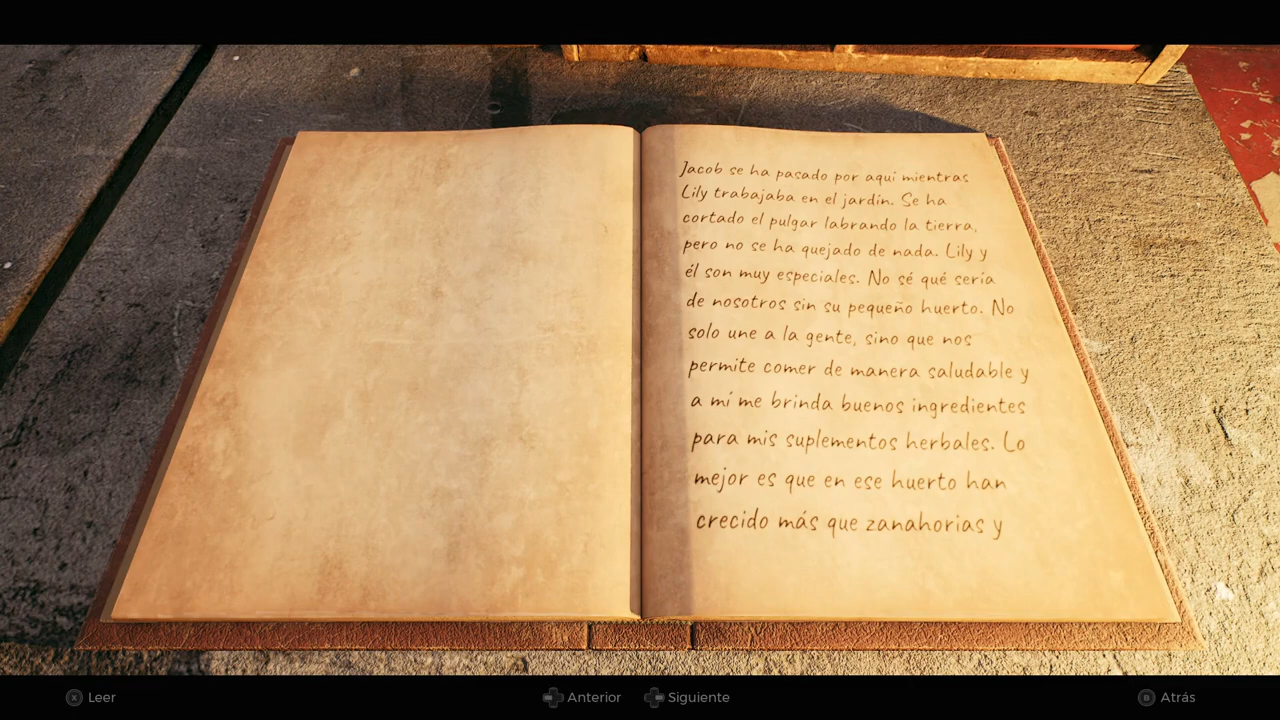 Jacob se ha pasado por aquí mientras
Lily trabajaba en el jardín. Se ha
cortado el pulgar labrando la tierra,
pero no se ha quejado de nada. Lily y
él son muy especiales. No sé qué sería
de nosotros sin su pequeño huerto. No
solo une a la gente, sino que nos
permite comer de manera saludable y
a mí me brinda buenos ingredientes
para mis suplementos herbales. Lo
mejor es que en ese huerto han
crecido más que zanahorias y
X Leer
Anterior
Siguiente
B Atrás